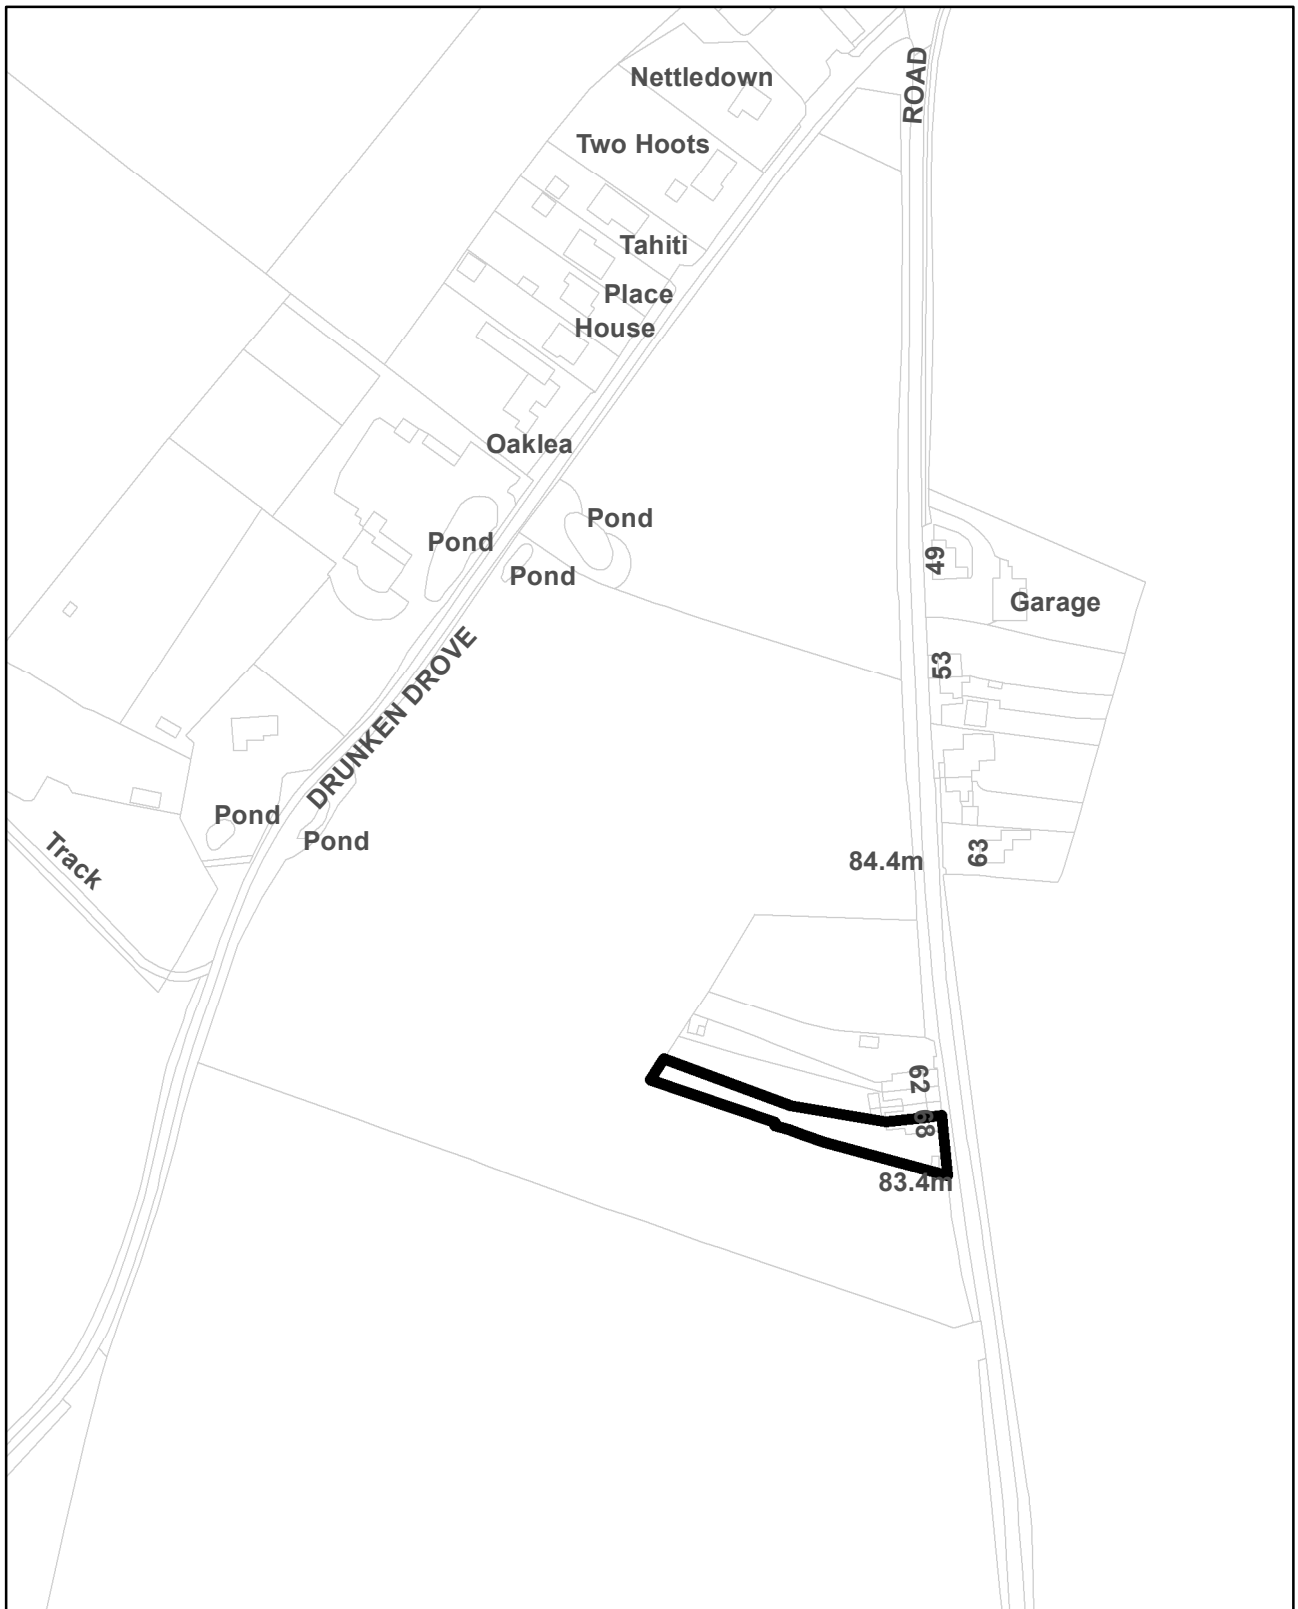 ROAD
Nettledown
Two Hoots
Tahiti
Place
House
Oaklea
Pond
Pond
Pond
49
Garage
53
DRUNKEN DROVE
Pond
Pond
Track
84.4m
63
62
68
83.4m